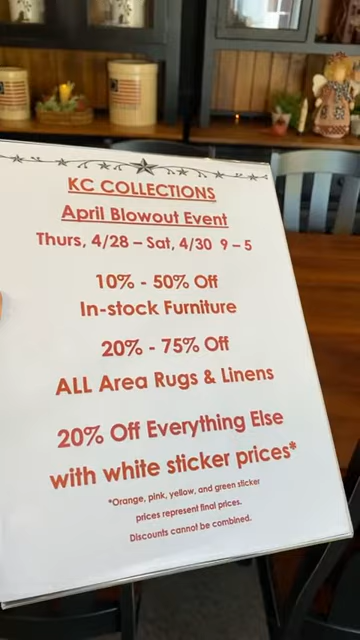 KC COLLECTIONS
April Blowout Event
Thurs, 4/28 – Sat, 4/30 9 – 5
10% - 50% Off
In-stock Furniture
20% - 75% Off
ALL Area Rugs & Linens
20% Off Everything Else
with white sticker prices*
*Orange, pink, yellow, and green sticker
prices represent final prices.
Discounts cannot be combined.